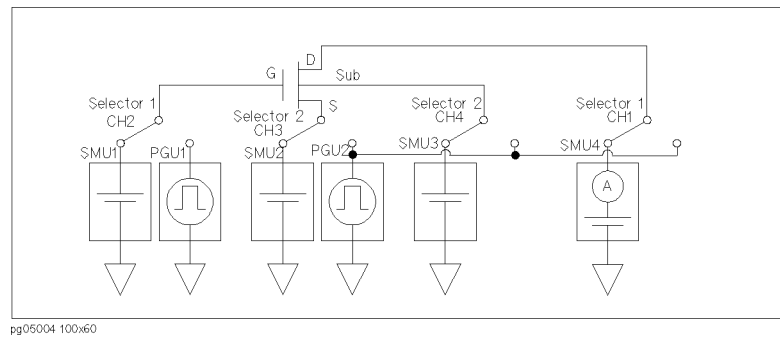 D
G
Sub
S
Selector 1
CH2
Selector 2
CH3
Selector 2
CH4
Selector 1
CH1
SMU1
PGU1
SMU2
PGU2
SMU3
SMU4
A
pg05004 100x60